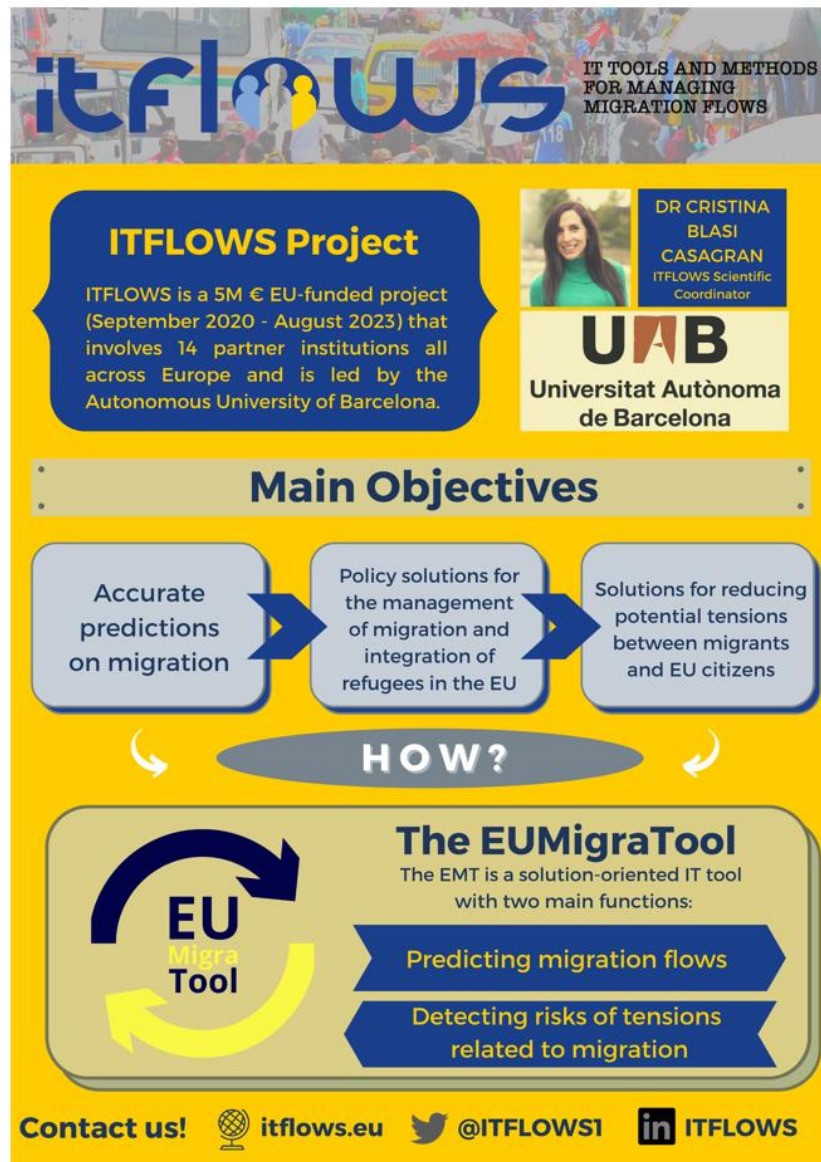 itflows
IT TOOLS AND METHODS
FOR MANAGING
MIGRATION FLOWS
118
ITFLOWS Project
ITFLOWS is a 5M € EU-funded project
(September 2020 - August 2023) that
involves 14 partner institutions all
across Europe and is led by the
Autonomous University of Barcelona.
DR CRISTINA
BLASI
CASAGRAN
ITFLOWS Scientific
Coordinator
UAB
Universitat Autònoma
de Barcelona
Main Objectives
Accurate
predictions
on migration
Policy solutions for
the management
of migration and
integration of
refugees in the EU
Solutions for reducing
potential tensions
between migrants
and EU citizens
HOW?
EU
Migra
Tool
The EUMigraTool
The EMT is a solution-oriented IT tool
with two main functions:
Predicting migration flows
Detecting risks of tensions
related to migration
Contact us!
itflows.eu
@ITFLOWS1
in ITFLOWS